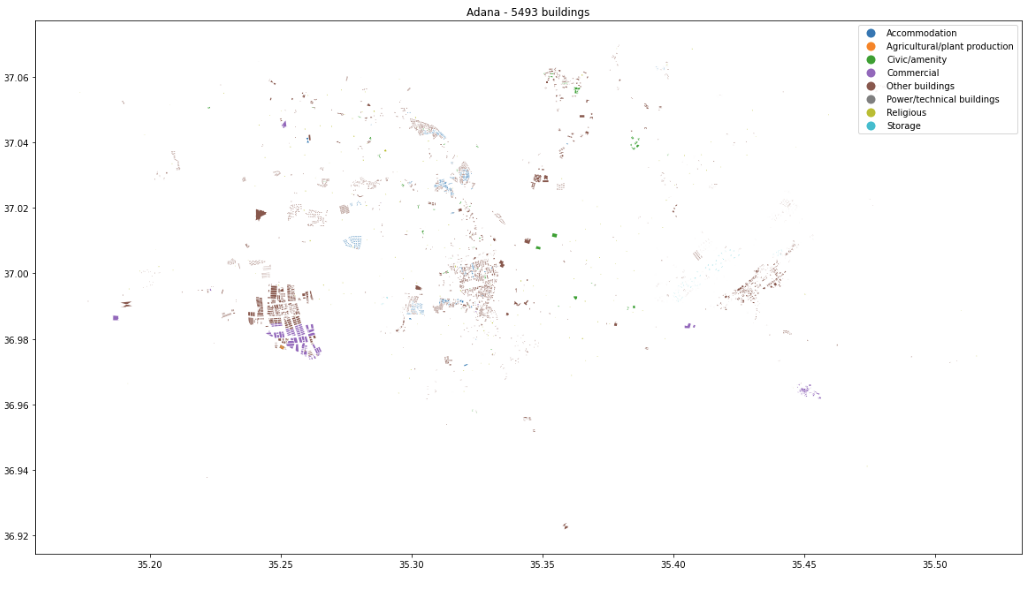 Adana - 5493 buildings
Accommodation
Agricultural/plant production
Civic/amenity
Commercial
Other buildings
Power/technical buildings
Religious
Storage
37.06
37.04
37.02
37.00
36.98
36.96
36.94
36.92
35.20 35.25 35.30 35.35 35.40 35.45 35.50